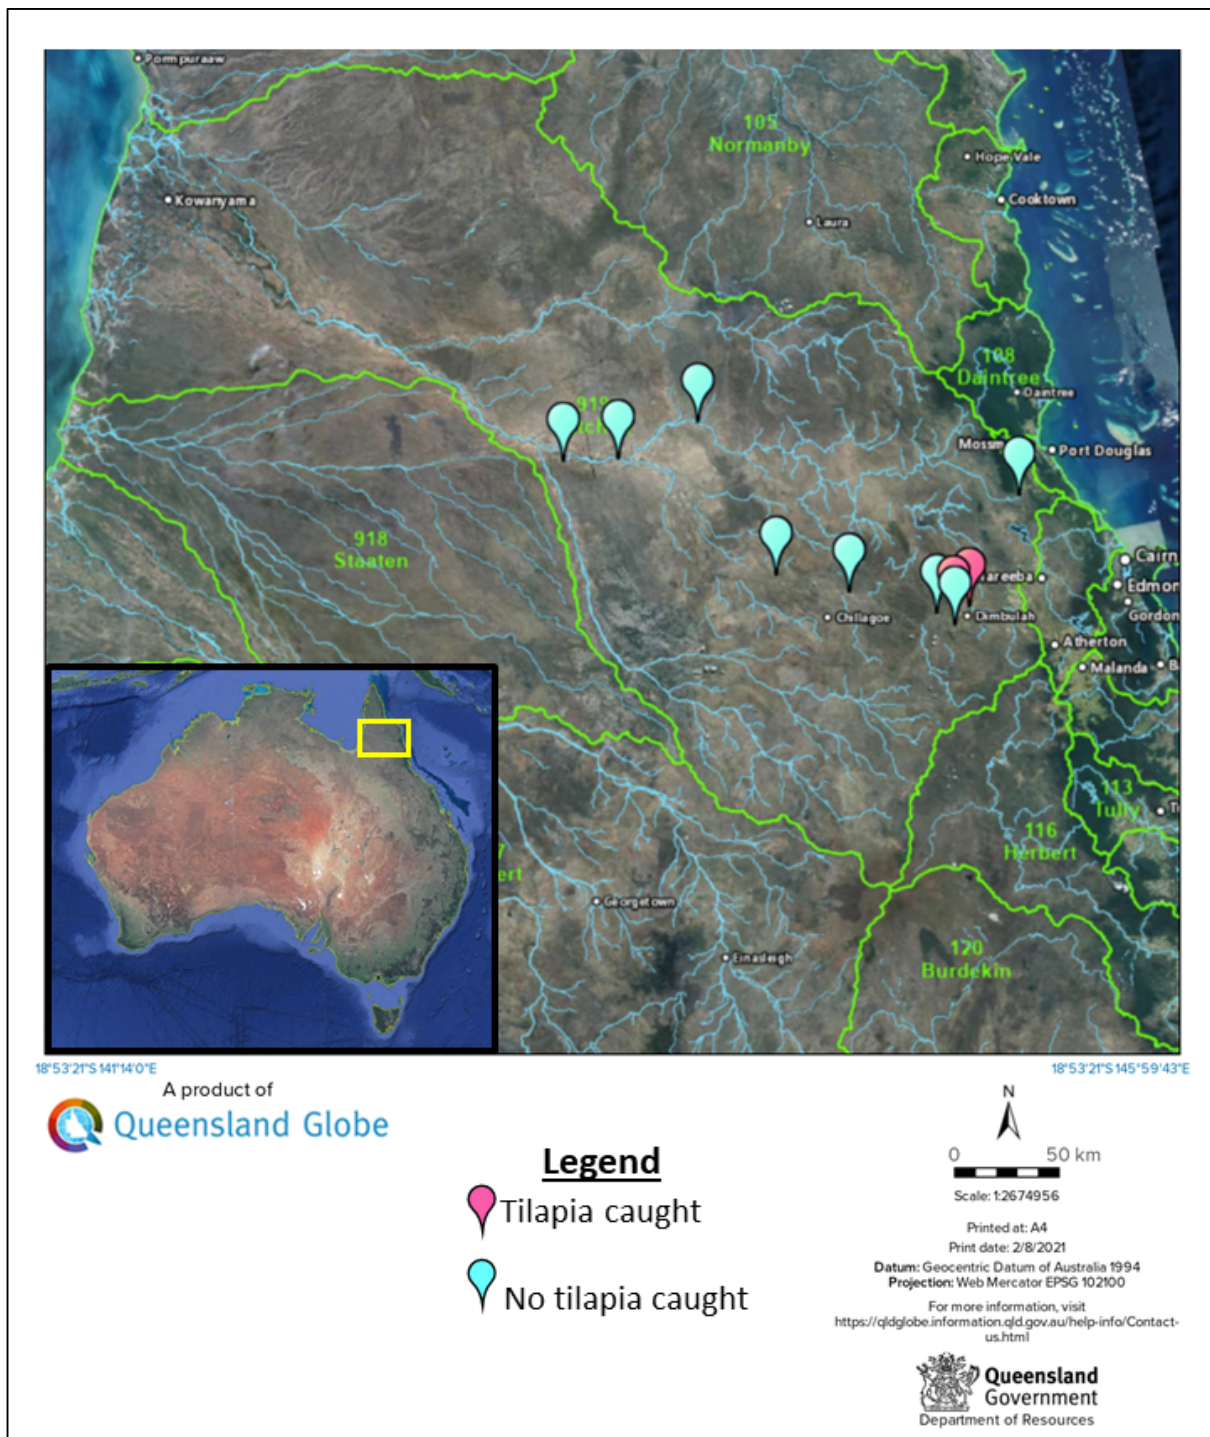 Pormpuraaw
105
Normanby
Hope Vale
Kowanyama
Cooktown
Laura
108
Daintree
Daintree
919
Mossm
Port Douglas
918
Staaten
Cairn
areeba
Edmon
Chillagoe
Dimbulah
Gordon
Atherton
Malanda
B
113
Tully
116
Herbert
ert
Georgetown
120
Burdekin
Einasleigh
18°53'21"S 141°14'0"E
18°53'21"S 145°59'43"E
A product of
Queensland Globe
N
0 50 km
Scale: 1:2674956
Legend
Tilapia caught
No tilapia caught
Printed at: A4
Print date: 2/8/2021
Datum: Geocentric Datum of Australia 1994
Projection: Web Mercator EPSG 102100
For more information, visit
https://qldglobe.information.qld.gov.au/help-info/Contact-
us.html
Queensland
Government
Department of Resources